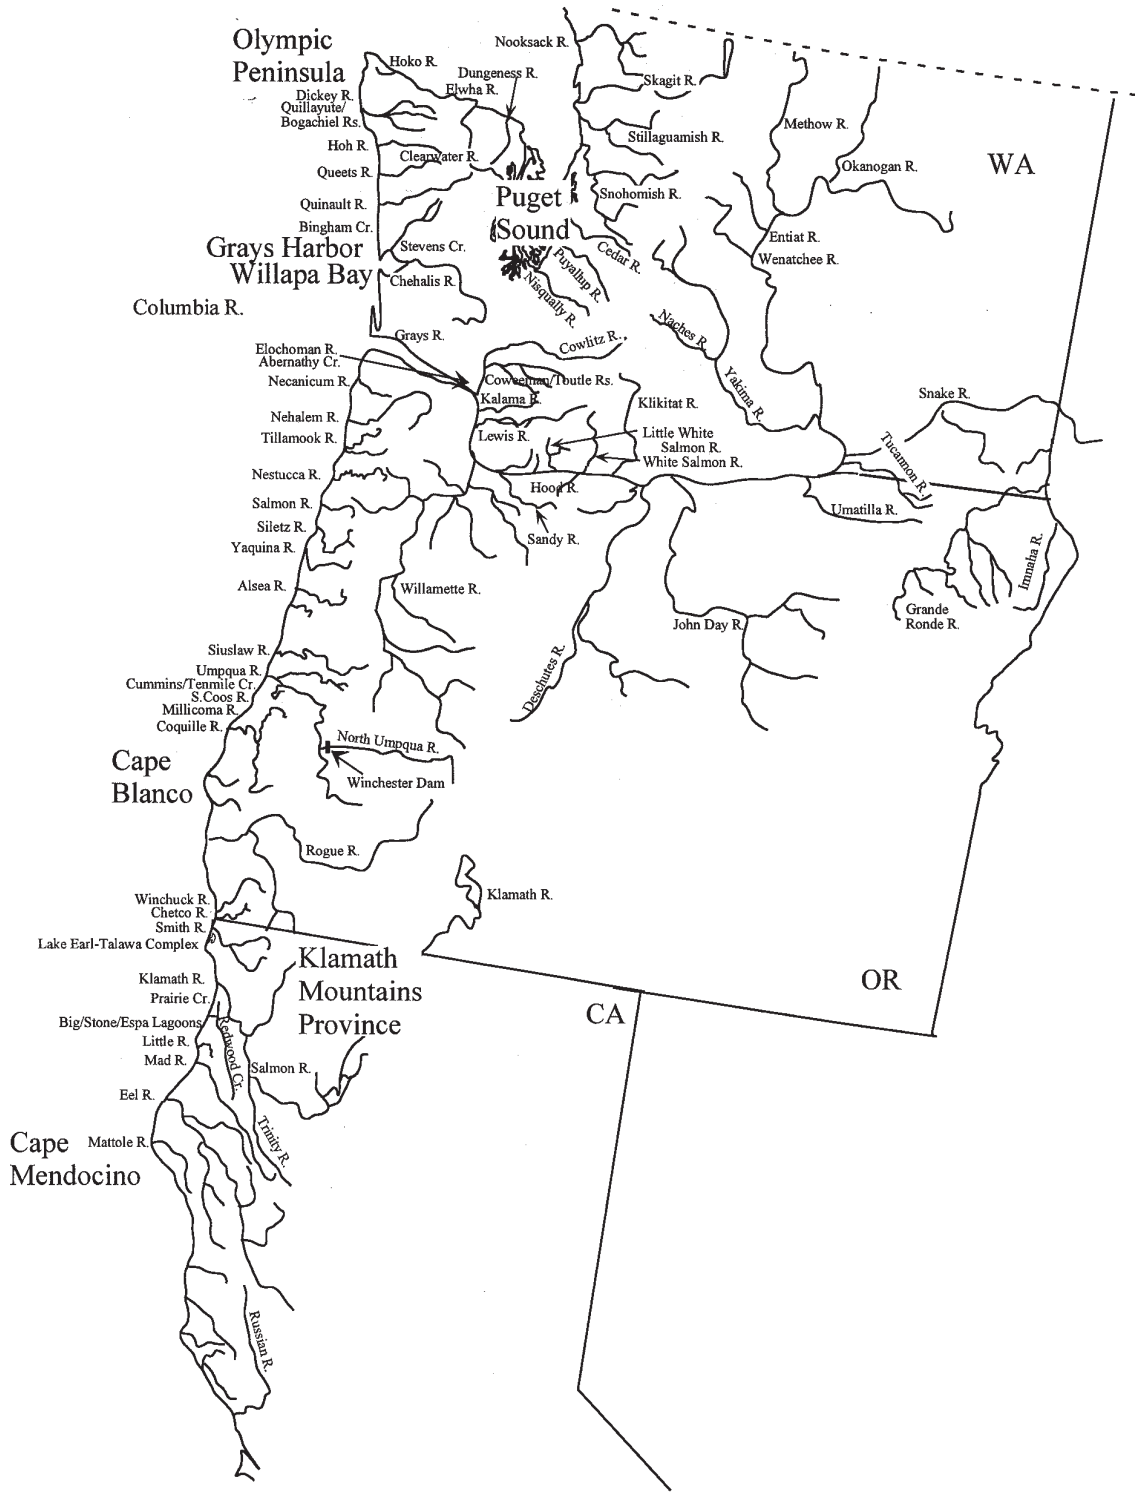 Olympic
Peninsula
Hoko R.
Nooksack R.
Dungeness R.
Elwha R.
Skagit R.
Dickey R.
Quillayute/
Bogachiel Rs.
Stillaguamish R.
Methow R.
Hoh R.
Clearwater R.
Okanogan R.
WA
Queets R.
Puget
Sound
Snohomish R.
Quinault R.
Bingham Cr.
Entiat R.
Grays Harbor
Stevens Cr.
Cedar R.
Wenatchee R.
Willapa Bay
Chehalis R.
Puyallup R.
Nisqually R.
Columbia R.
Grays R.
Cowlitz R.
Naches R.
Elochoman R.
Abernathy Cr.
Necanicum R.
Coweeman/Toutle Rs.
Kalama R.
Klikitat R.
Yakima R.
Snake R.
Nehalem R.
Tillamook R.
Lewis R.
Little White
Salmon R.
White Salmon R.
Tucannon R.
Nestucca R.
Hood R.
Salmon R.
Umatilla R.
Siletz R.
Sandy R.
Yaquina R.
Imnaha R.
Alsea R.
Willamette R.
Grande
Ronde R.
John Day R.
Siuslaw R.
Deschutes R.
Umpqua R.
Cummins/Tenmile Cr.
S.Coos R.
Millicoma R.
Coquille R.
North Umpqua R.
Winchester Dam
Cape
Blanco
Rogue R.
Klamath R.
Winchuck R.
Chetco R.
Smith R.
Lake Earl-Talawa Complex
Klamath
Mountains
Province
OR
CA
Klamath R.
Prairie Cr.
Big/Stone/Espa Lagoons
Redwood Cr.
Little R.
Mad R.
Salmon R.
Eel R.
Trinity R.
Cape
Mendocino
Mattole R.
Russian R.